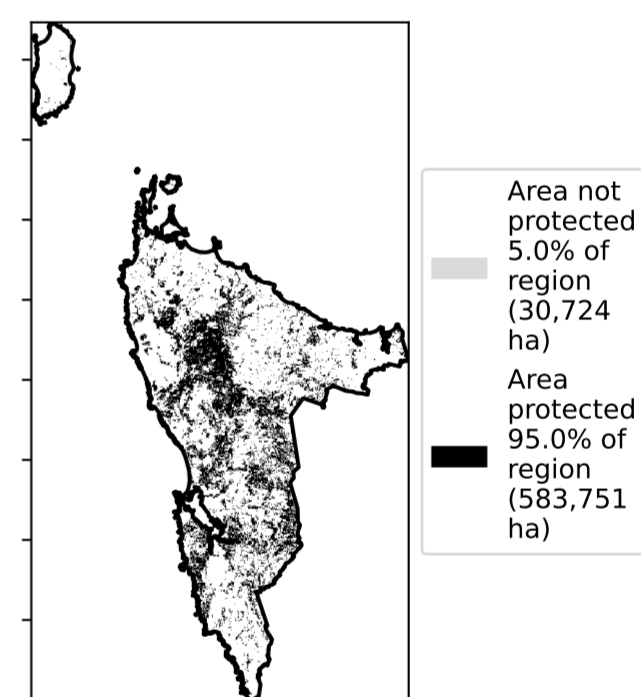 Area not
protected
5.0% of
region
(30,724
ha)
Area
protected
95.0% of
region
(583,751
ha)